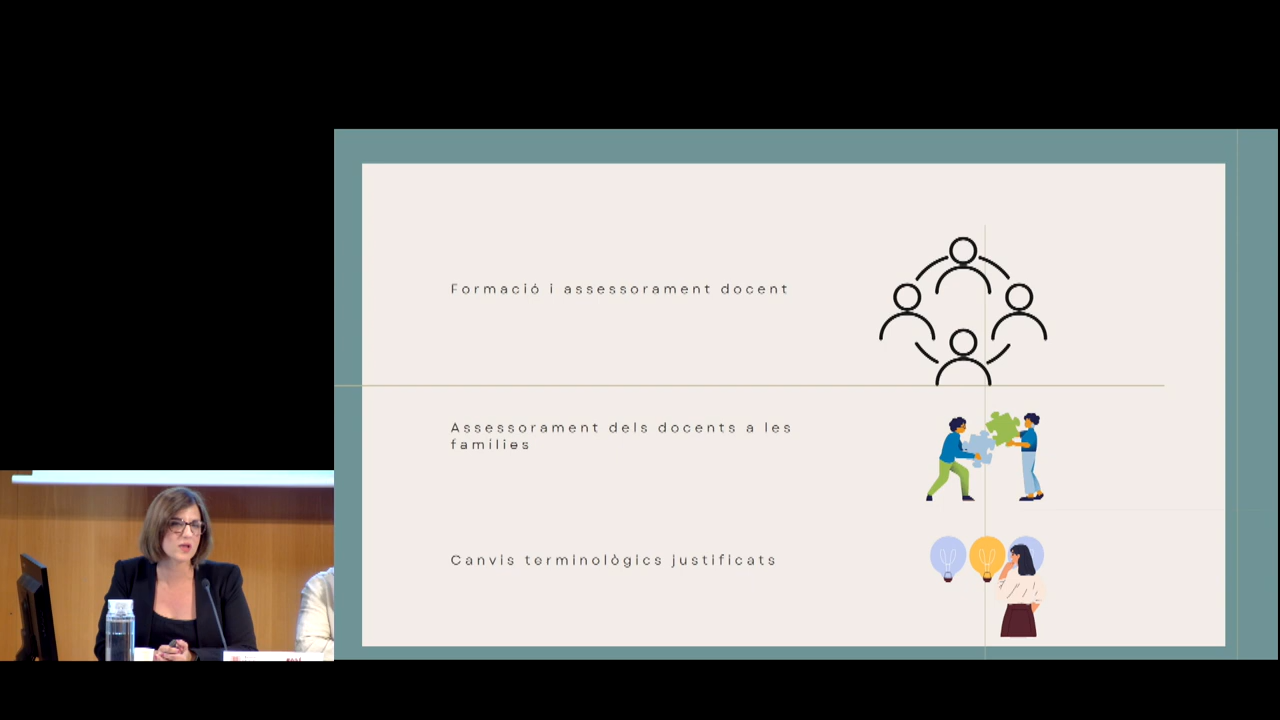 Formació i assessorament docent
Assessorament dels docents a les
famílies
Canvis terminològics justificats